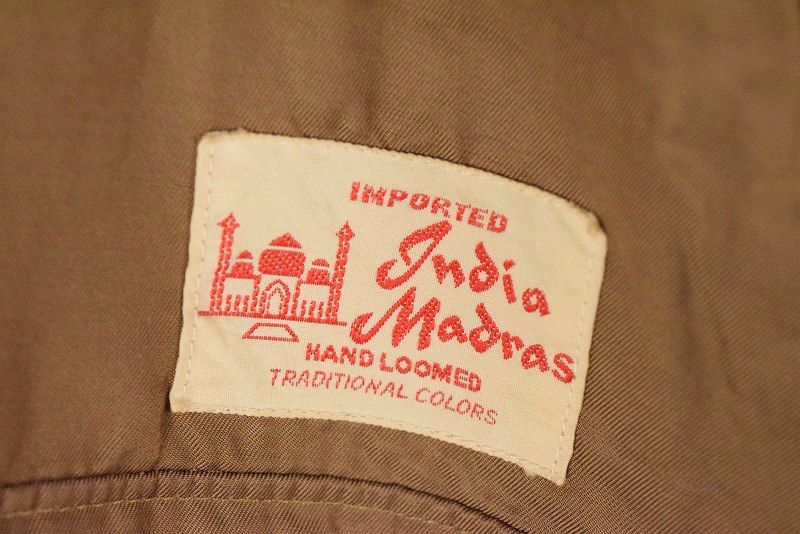 IMPORTED
India
Madras
HAND LOOMED
TRADITIONAL COLORS